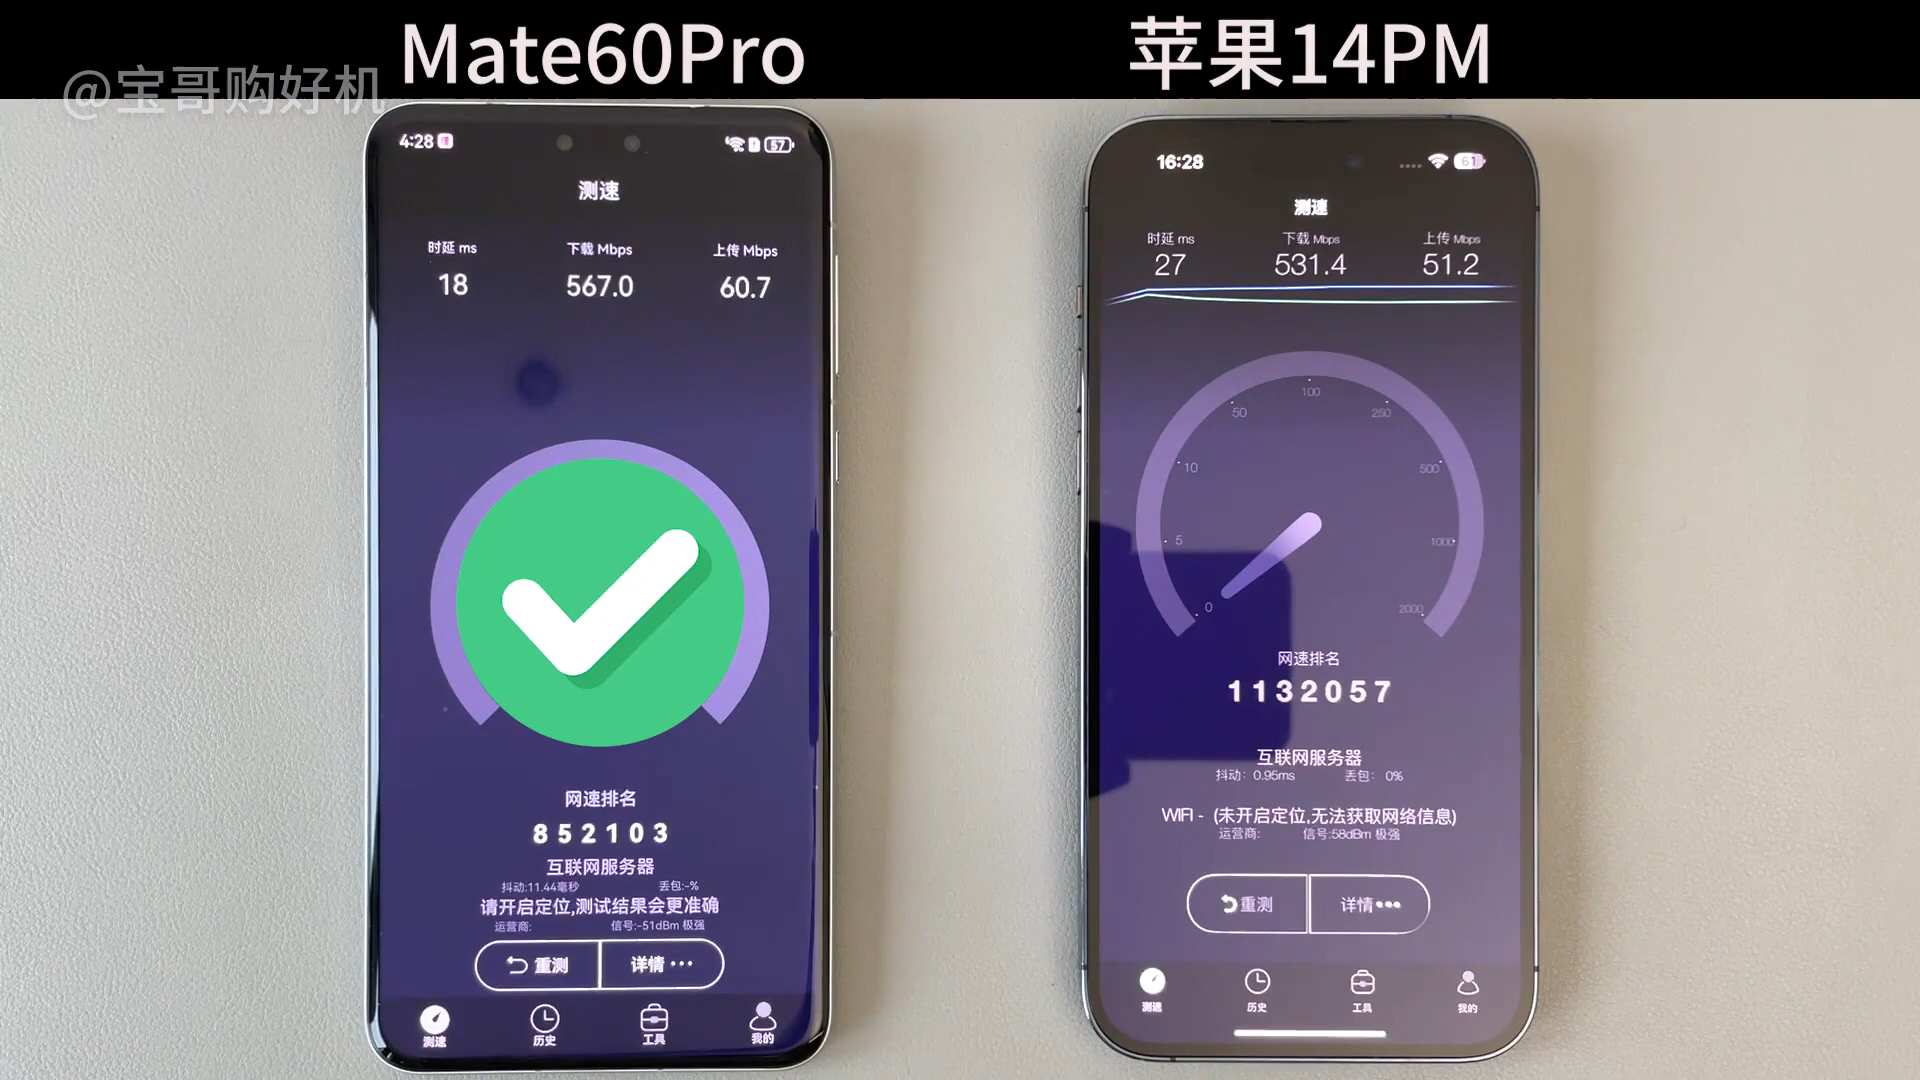 Mate60Pro
苹果14PM
@宝哥购好机
4:28
57
测速
时延 ms
下载 Mbps
上传 Mbps
18
567.0
60.7
网速排名
852103
互联网服务器
抖动:11.44毫秒
丢包:-%
请开启定位,测试结果会更准确
运营商:
信号:-51dBm 极强
重测
详情•••
测速
历史
工具
我的
16:28
61
测速
时延 ms
下载 Mbps
上传 Mbps
27
531.4
51.2
0
5
10
50
100
250
500
1000
2000
网速排名
1132057
互联网服务器
抖动: 0.95ms
丢包: 0%
WIFI - (未开启定位,无法获取网络信息)
运营商:
信号:58dBm 极强
重测
详情•••
测速
历史
工具
我的